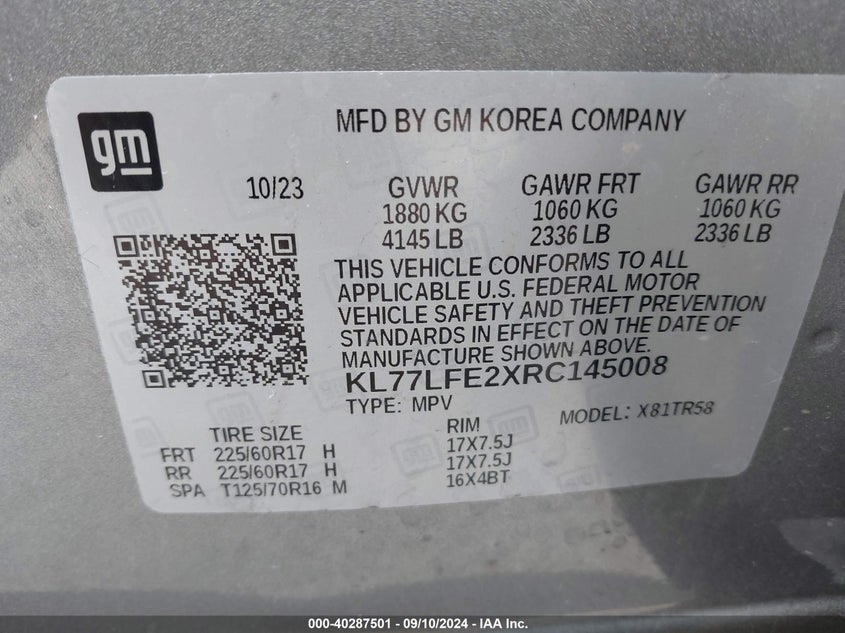 gm
MFD BY GM KOREA COMPANY
10/23 GVWR GAWR FRT GAWR RR
1880 KG 1060 KG 1060 KG
4145 LB 2336 LB 2336 LB
THIS VEHICLE CONFORMS TO ALL
APPLICABLE U.S. FEDERAL MOTOR
VEHICLE SAFETY AND THEFT PREVENTION
STANDARDS IN EFFECT ON THE DATE OF
MANUFACTURE SHOWN ABOVE.
KL77LFE2XRC145008
TYPE: MPV MODEL: X81TR58
TIRE SIZE RIM
FRT 225/60R17 H 17X7.5J
RR 225/60R17 H 17X7.5J
SPA T125/70R16 M 16X4BT
000-40287501 - 09/10/2024 - IAA Inc.